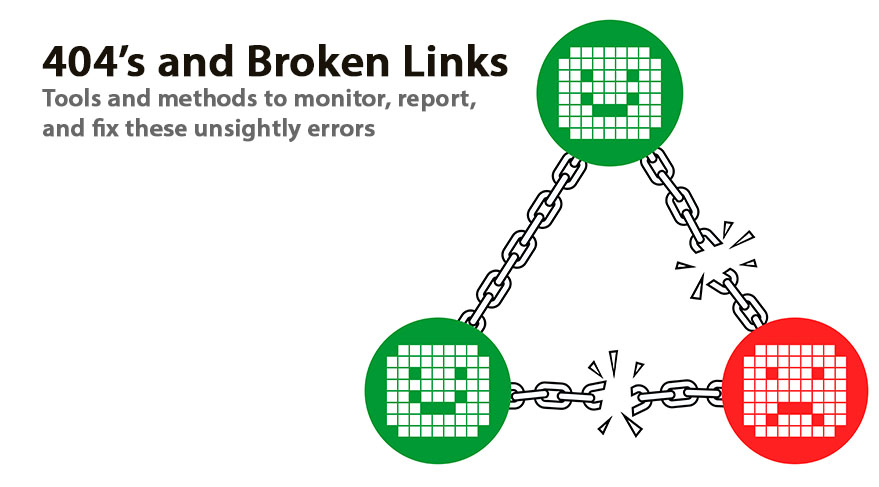 404’s and Broken Links
Tools and methods to monitor, report,
and fix these unsightly errors